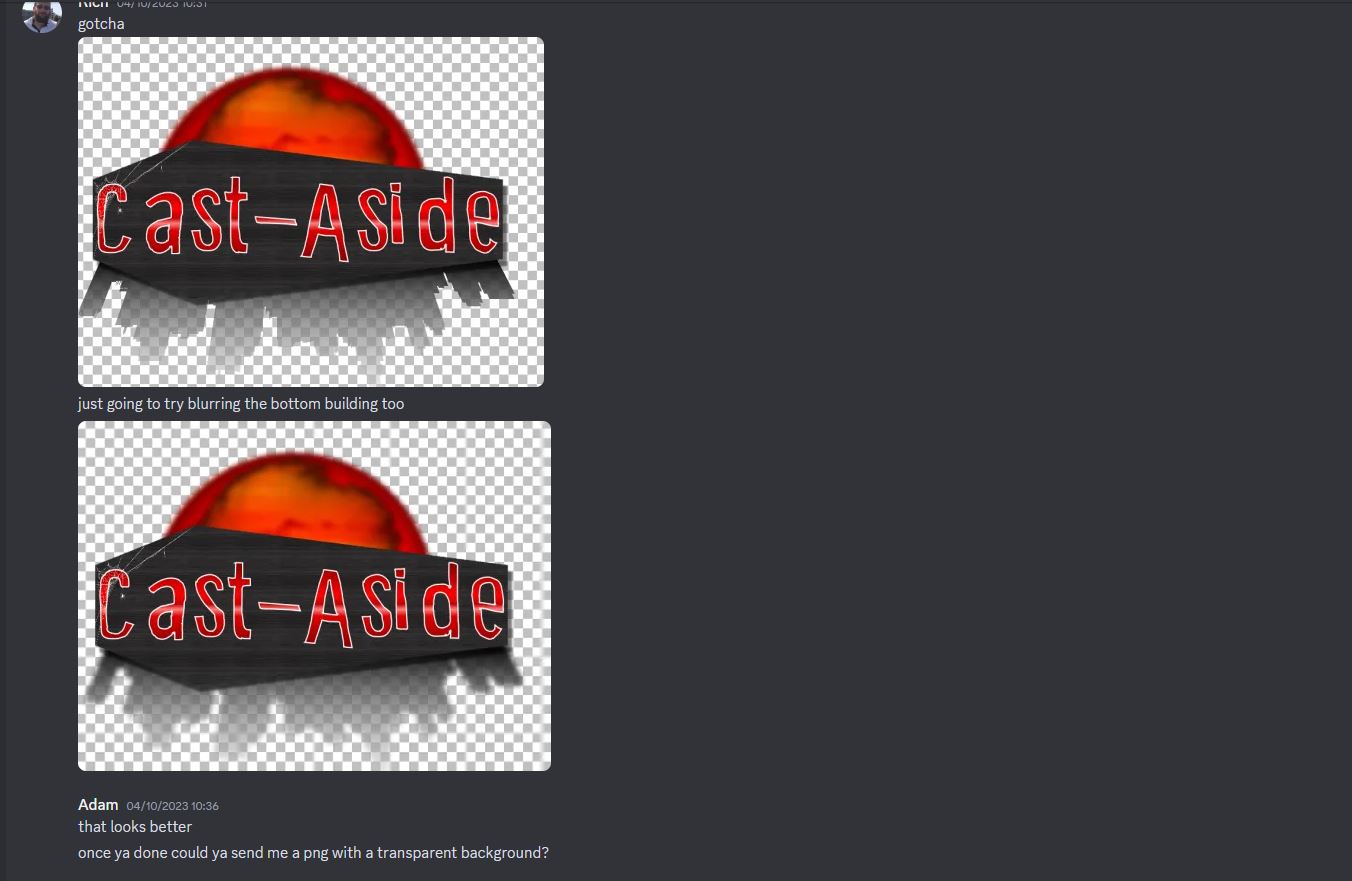 Rich 04/10/2023 10:31
gotcha
Cast-Aside
just going to try blurring the bottom building too
Cast-Aside
Adam 04/10/2023 10:36
that looks better
once ya done could ya send me a png with a transparent background?